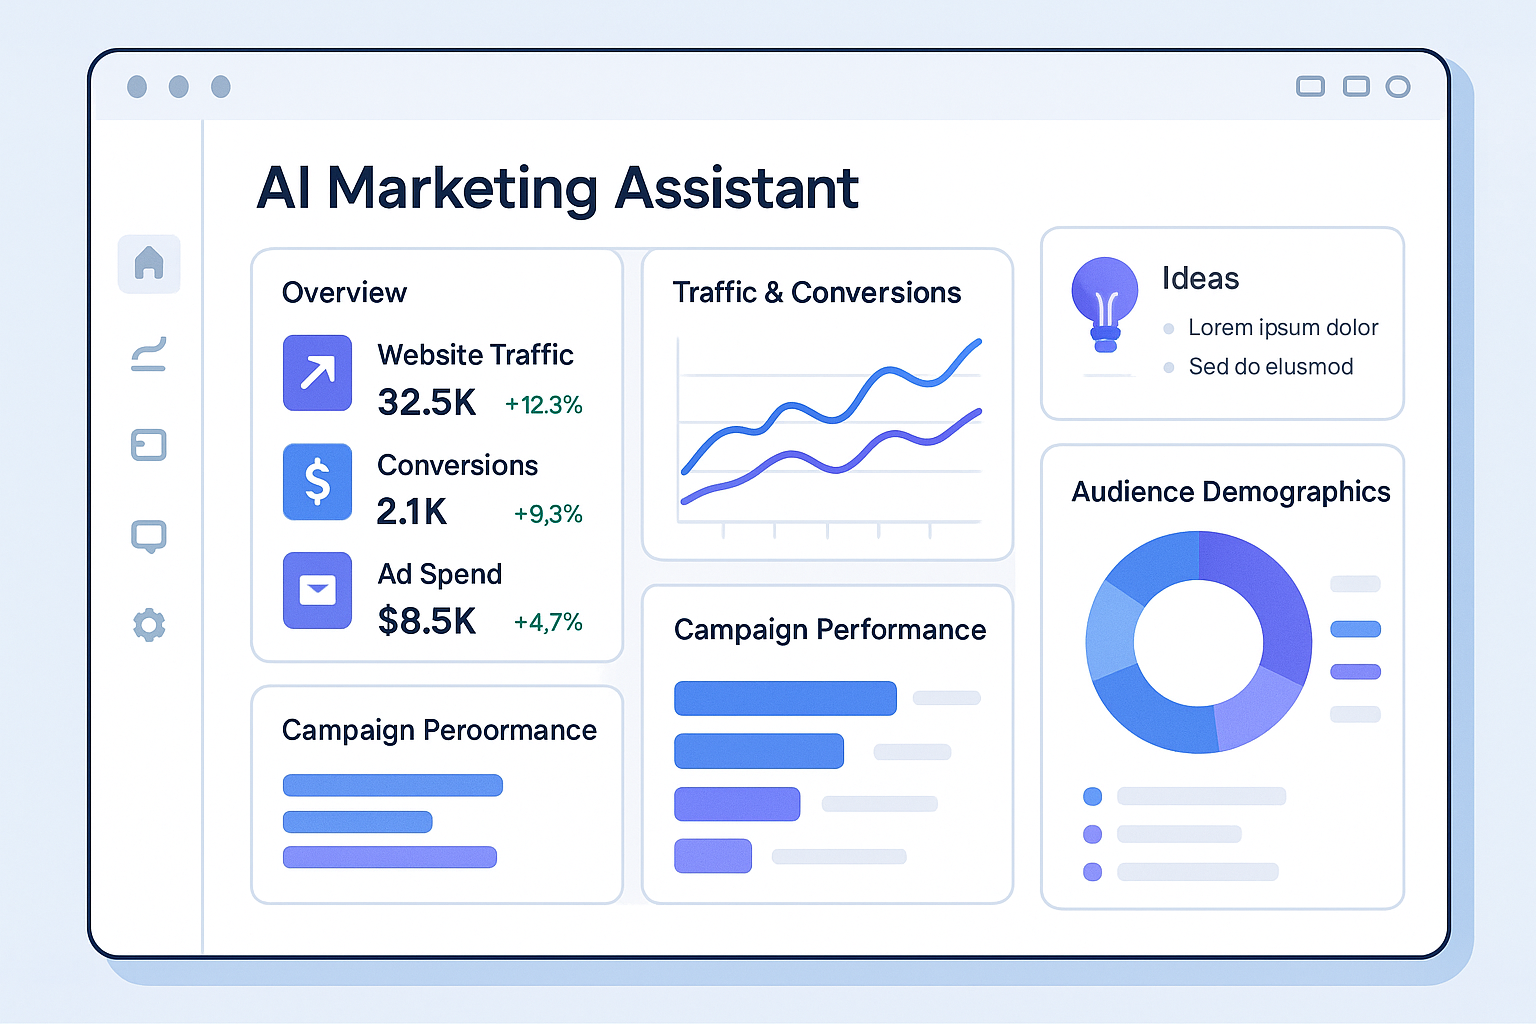 AI Marketing Assistant
Overview
Website Traffic
32.5K +12.3%
Conversions
$
2.1K +9,3%
Ad Spend
$8.5K +4,7%
Campaign Peroormance
Traffic & Conversions
Campaign Performance
Ideas
Lorem ipsum dolor
Sed do elusmod
Audience Demographics